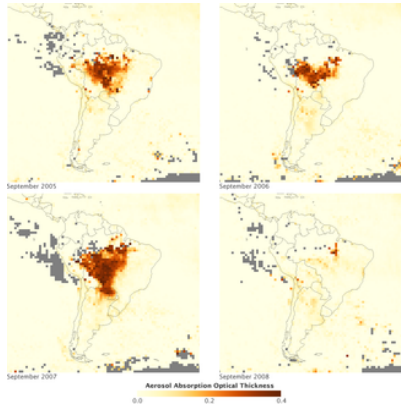 September 2005
September 2006
September 2007
September 2008
Aerosol Absorption Optical Thickness
0.0 0.2 0.4